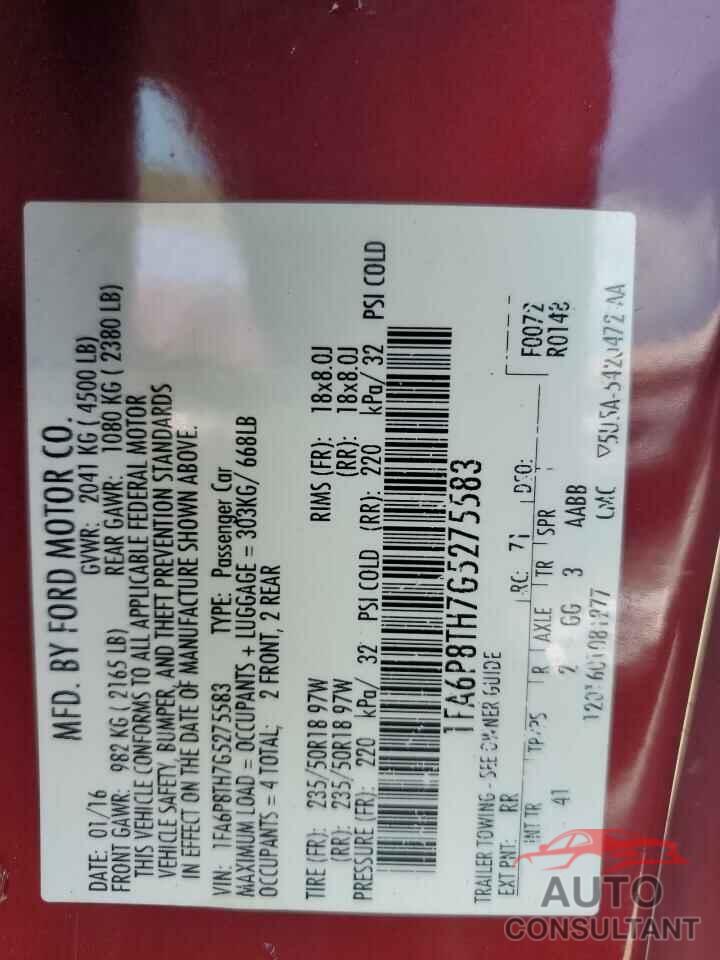 MFD. BY FORD MOTOR CO.
DATE: 01/16 GVWR: 2041 KG ( 4500 LB)
FRONT GAWR: 982 KG ( 2165 LB) REAR GAWR: 1080 KG ( 2380 LB)
THIS VEHICLE CONFORMS TO ALL APPLICABLE FEDERAL MOTOR
VEHICLE SAFETY, BUMPER, AND THEFT PREVENTION STANDARDS
IN EFFECT ON THE DATE OF MANUFACTURE SHOWN ABOVE.
VIN: 1FA6P8TH7G5275583 TYPE: Passenger Car
MAXIMUM LOAD = OCCUPANTS + LUGGAGE = 303KG/ 668LB
OCCUPANTS = 4 TOTAL; 2 FRONT, 2 REAR
TIRE (FR): 235/50R18 97W RIMS (FR): 18x8.0J
(RR): 235/50R18 97W (RR): 18x8.0J
PRESSURE (FR): 220 kPa/ 32 PSI COLD (RR): 220 kPa/ 32 PSI COLD
1FA6P8TH7G5275583
TRAILER TOWING - SEE OWNER GUIDE
F0072
EXT PNT: RR RC: 71 DSO: R0148
INT TR TP/PS R AXLE TR SPR
41 2 GG 3 AABB
AUTO
CONSULTANT